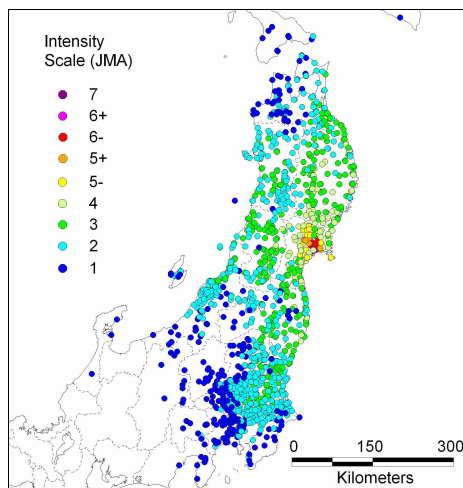 Intensity
Scale (JMA)
7
6+
6-
5+
5-
4
3
2
1
0 150 300
Kilometers